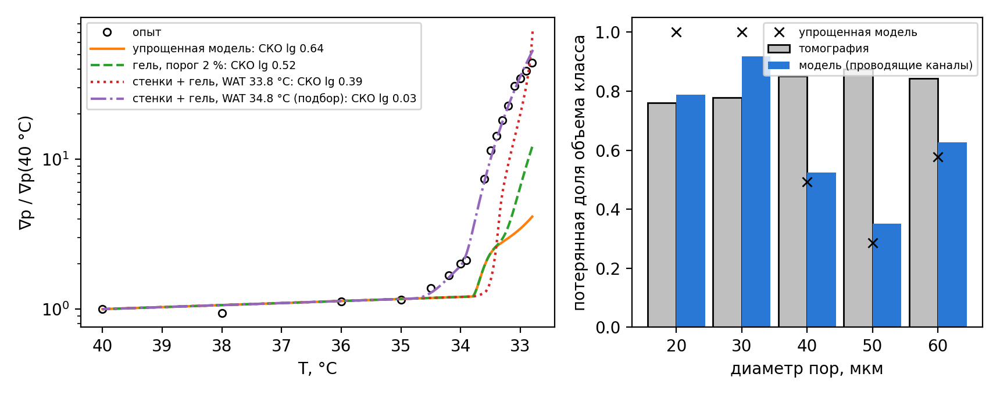 опыт
упрощенная модель: СКО lg 0.64
гель, порог 2 %: СКО lg 0.52
стенки + гель, WAT 33.8 °C: СКО lg 0.39
стенки + гель, WAT 34.8 °C (подбор): СКО lg 0.03
∇p / ∇p(40 °C)
10¹
10⁰
40 39 38 37 36 35 34 33
T, °C
упрощенная модель
томография
модель (проводящие каналы)
потерянная доля объема класса
1.0
0.8
0.6
0.4
0.2
0.0
20 30 40 50 60
диаметр пор, мкм